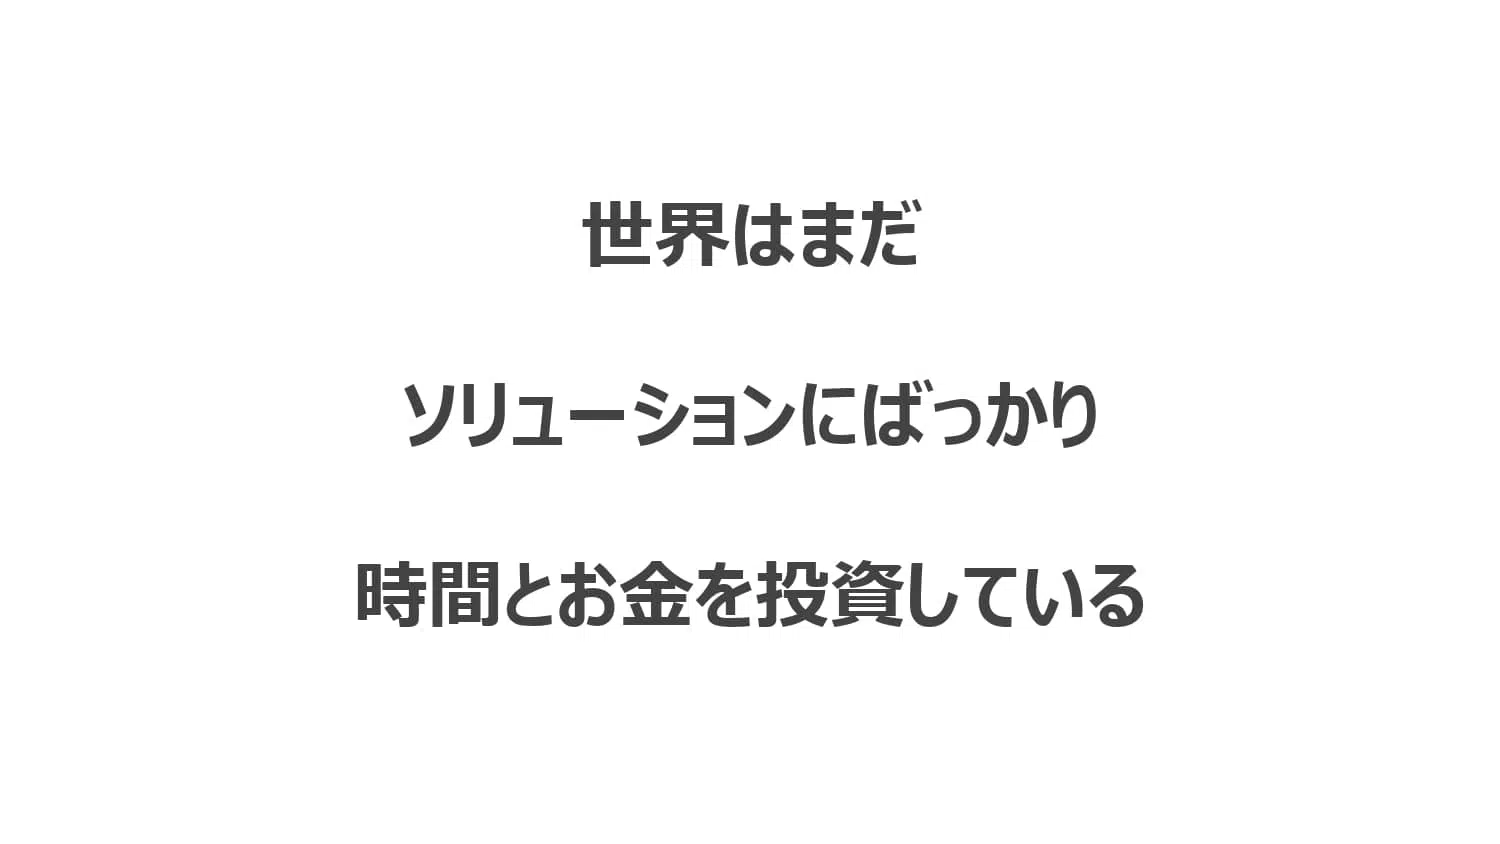 世界はまだ
ソリューションにばっかり
時間とお金を投資している